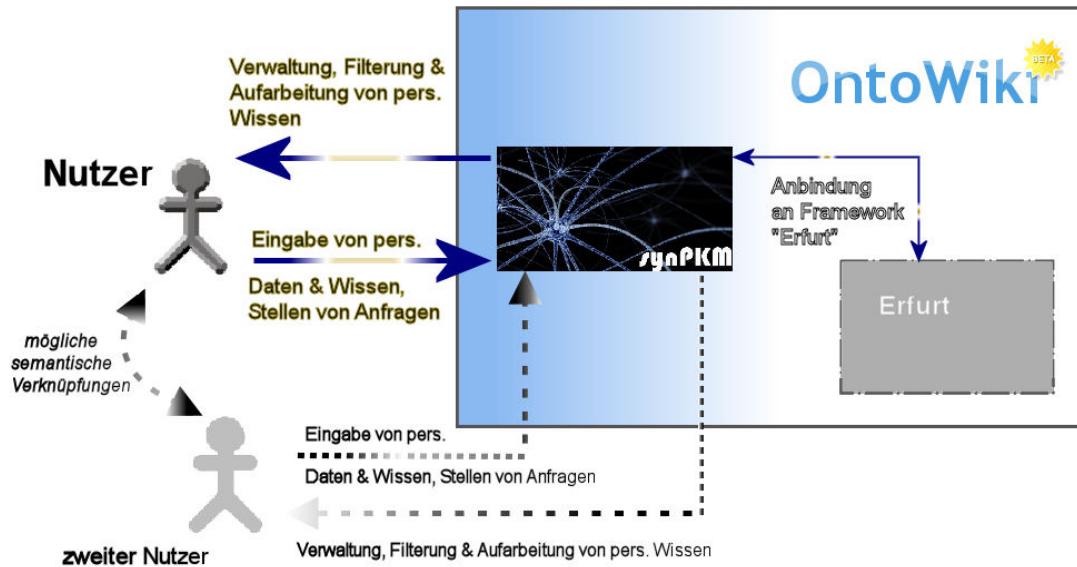 Verwaltung, Filterung &
Aufarbeitung von pers.
Wissen
OntoWiki
BETA
Nutzer
Anbindung
an Framework
"Erfurt"
synPKM
Eingabe von pers.
Daten & Wissen,
Stellen von Anfragen
Erfurt
mögliche
semantische
Verknüpfungen
Eingabe von pers.
Daten & Wissen, Stellen von Anfragen
zweiter Nutzer
Verwaltung, Filterung & Aufarbeitung von pers. Wissen